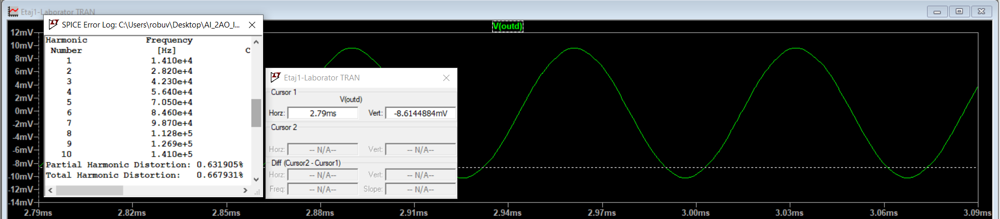 Etaj1-Laborator TRAN
SPICE Error Log: C:\Users\robuv\Desktop\AI_2AO_I...
Harmonic Frequency
Number [Hz] C
1 1.410e+4
2 2.820e+4
3 4.230e+4
4 5.640e+4
5 7.050e+4
6 8.460e+4
7 9.870e+4
8 1.128e+5
9 1.269e+5
10 1.410e+5
Partial Harmonic Distortion: 0.631905%
Total Harmonic Distortion: 0.667931%
V(outd)
12mV
10mV
8mV
6mV
4mV
2mV
0mV
-2mV
-4mV
-6mV
-8mV
-10mV
-12mV
-14mV
Etaj1-Laborator TRAN
Cursor 1
V(outd)
Horz: 2.79ms Vert: -8.6144884mV
Cursor 2
Horz: -- N/A-- Vert: -- N/A--
Diff (Cursor2 - Cursor1)
Horz: -- N/A-- Vert: -- N/A--
Freq: -- N/A-- Slope: -- N/A--
2.79ms 2.82ms 2.85ms 2.88ms 2.91ms 2.94ms 2.97ms 3.00ms 3.03ms 3.06ms 3.09ms